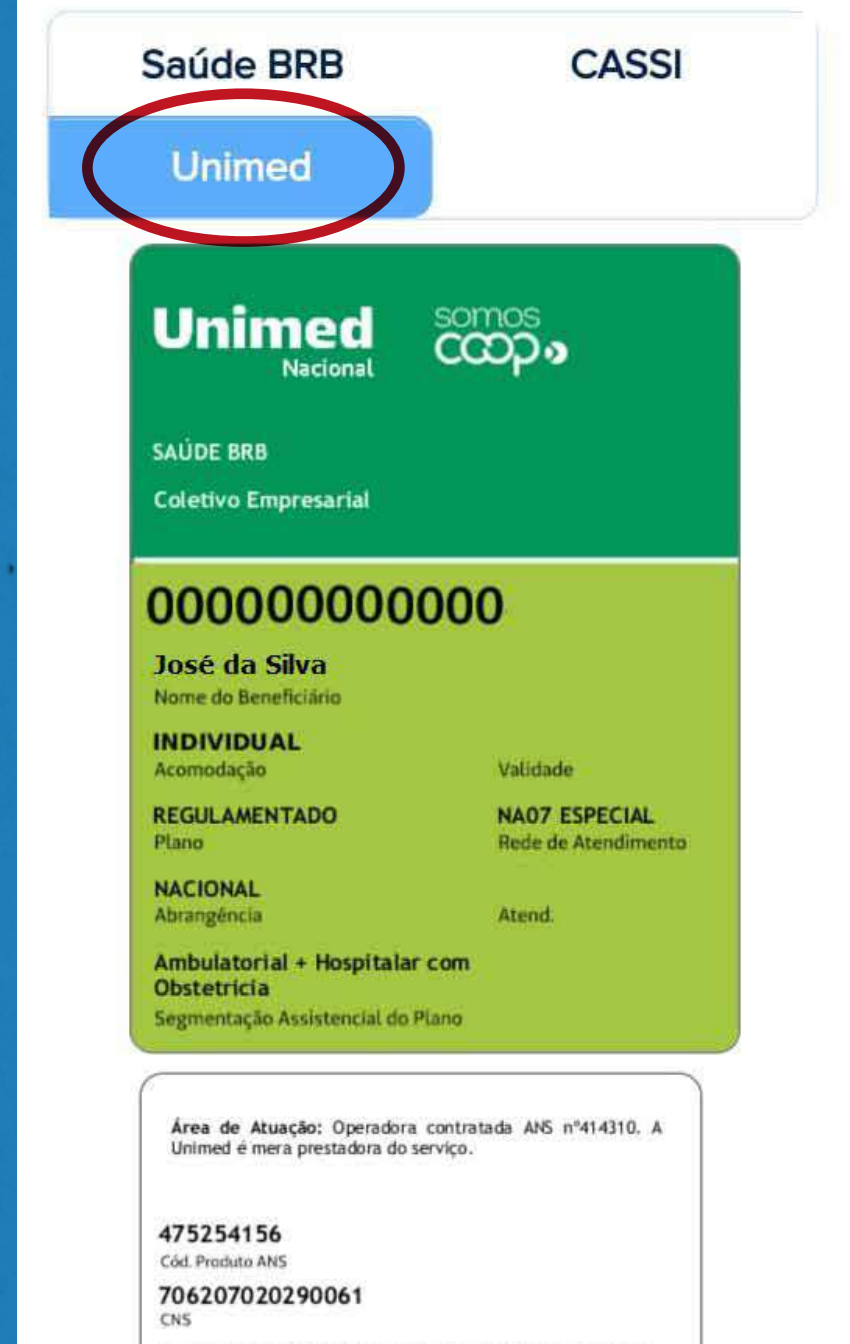 Saúde BRB CASSI
Unimed
Unimed somos
Nacional coop
SAÚDE BRB
Coletivo Empresarial
000000000000
José da Silva
Nome do Beneficiário
INDIVIDUAL
Acomodação Validade
REGULAMENTADO NA07 ESPECIAL
Plano Rede de Atendimento
NACIONAL
Abrangência Atend.
Ambulatorial + Hospitalar com
Obstetricia
Segmentação Assistencial do Plano
Área de Atuação: Operadora contratada ANS nº414310. A
Unimed é mera prestadora do serviço.
475254156
Cód. Produto ANS
706207020290061
CNS